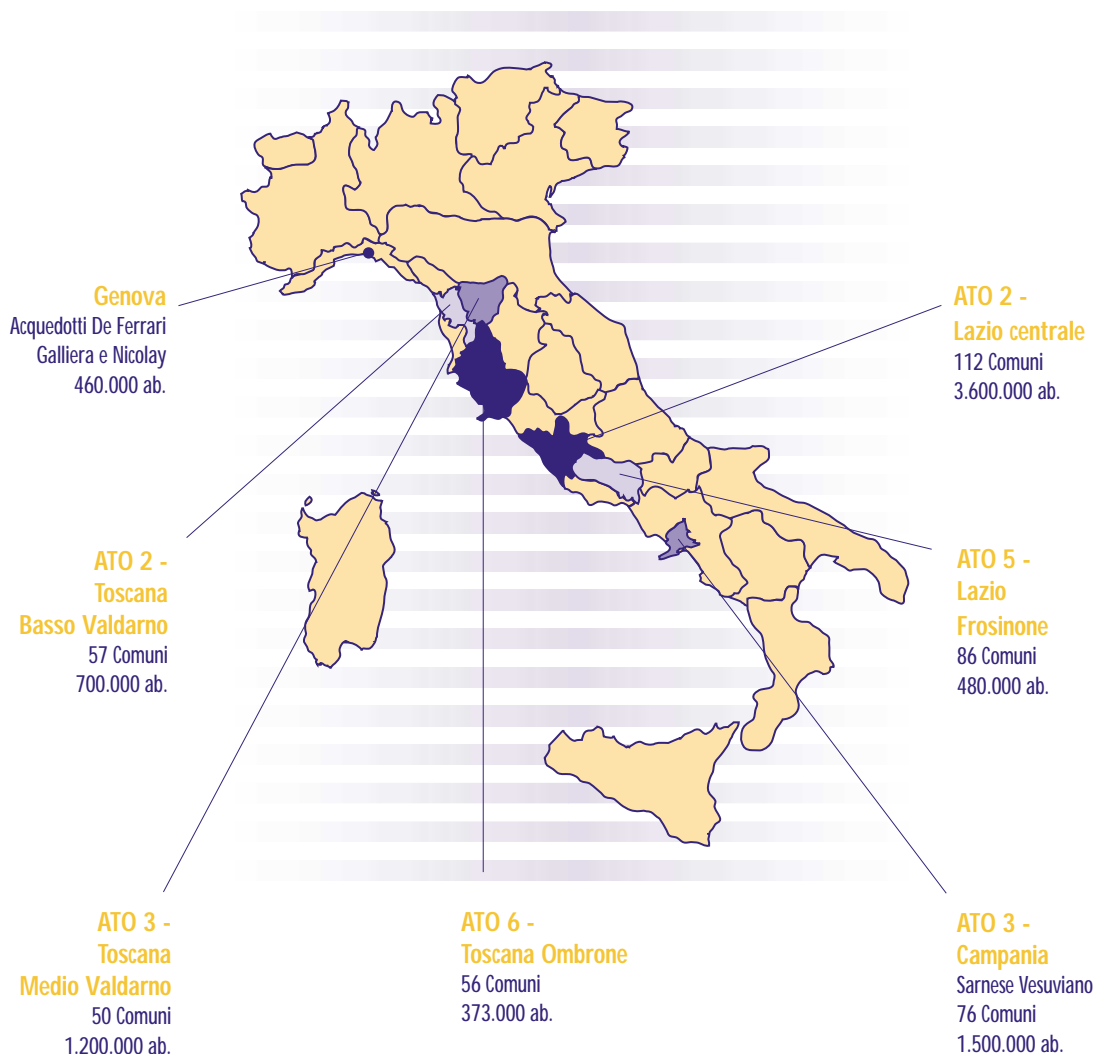 Genova
Acquedotti De Ferrari
Galliera e Nicolay
460.000 ab.
ATO 2 -
Lazio centrale
112 Comuni
3.600.000 ab.
ATO 2 -
Toscana
Basso Valdarno
57 Comuni
700.000 ab.
ATO 5 -
Lazio
Frosinone
86 Comuni
480.000 ab.
ATO 3 -
Toscana
Medio Valdarno
50 Comuni
1.200.000 ab.
ATO 6 -
Toscana Ombrone
56 Comuni
373.000 ab.
ATO 3 -
Campania
Sarnese Vesuviano
76 Comuni
1.500.000 ab.